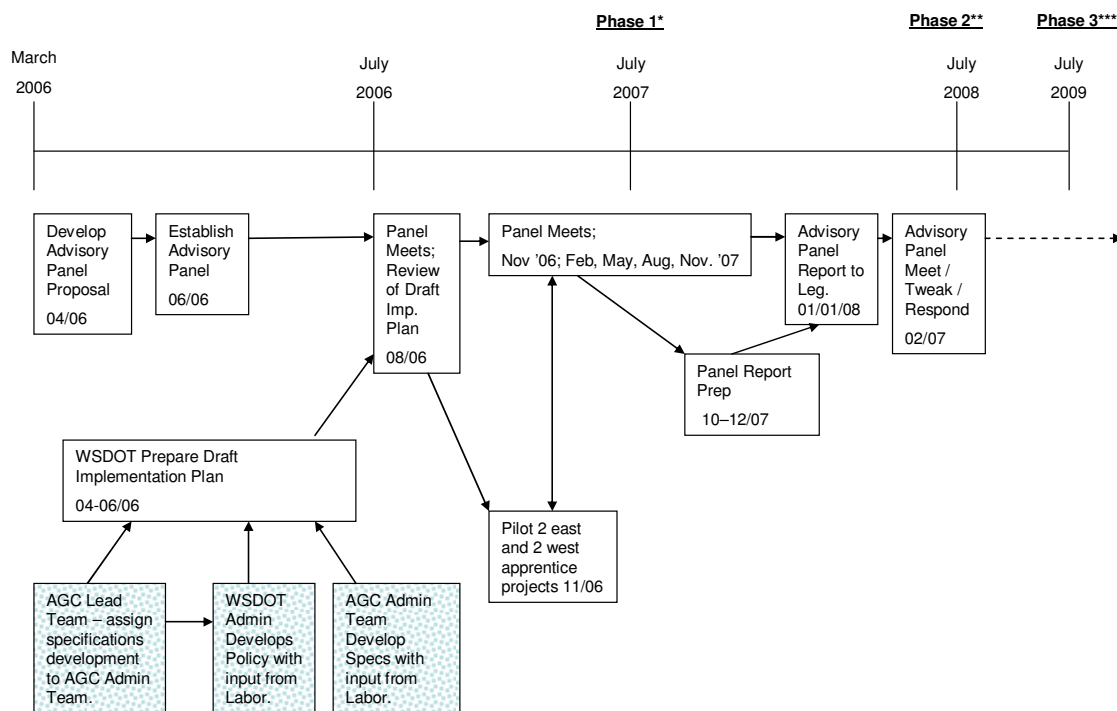 Phase 1*
Phase 2**
Phase 3***
March
2006
July
2006
July
2007
July
2008
July
2009
Develop
Advisory
Panel
Proposal
04/06
Establish
Advisory
Panel
06/06
Panel
Meets;
Review
of Draft
Imp.
Plan
08/06
Panel Meets;
Nov '06; Feb, May, Aug, Nov. '07
Advisory
Panel
Report to
Leg.
01/01/08
Advisory
Panel
Meet /
Tweak /
Respond
02/07
Panel Report
Prep
10–12/07
WSDOT Prepare Draft
Implementation Plan
04-06/06
Pilot 2 east
and 2 west
apprentice
projects 11/06
AGC Lead
Team – assign
specifications
development
to AGC Admin
Team.
WSDOT
Admin
Develops
Policy with
input from
Labor.
AGC Admin
Team
Develop
Specs with
input from
Labor.